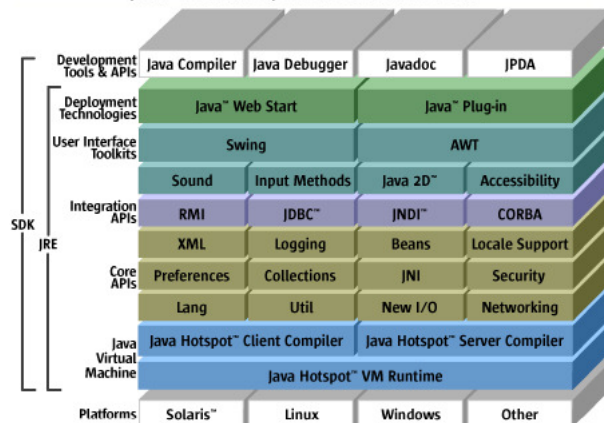 Development Tools & APIs
Java Compiler Java Debugger Javadoc JPDA
Deployment Technologies
Java™ Web Start Java™ Plug-in
User Interface Toolkits
Swing AWT
Sound Input Methods Java 2D™ Accessibility
Integration APIs
RMI JDBC™ JNDI™ CORBA
SDK
JRE
XML Logging Beans Locale Support
Core APIs
Preferences Collections JNI Security
Lang Util New I/O Networking
Java Virtual Machine
Java Hotspot™ Client Compiler Java Hotspot™ Server Compiler
Java Hotspot™ VM Runtime
Platforms
Solaris™ Linux Windows Other